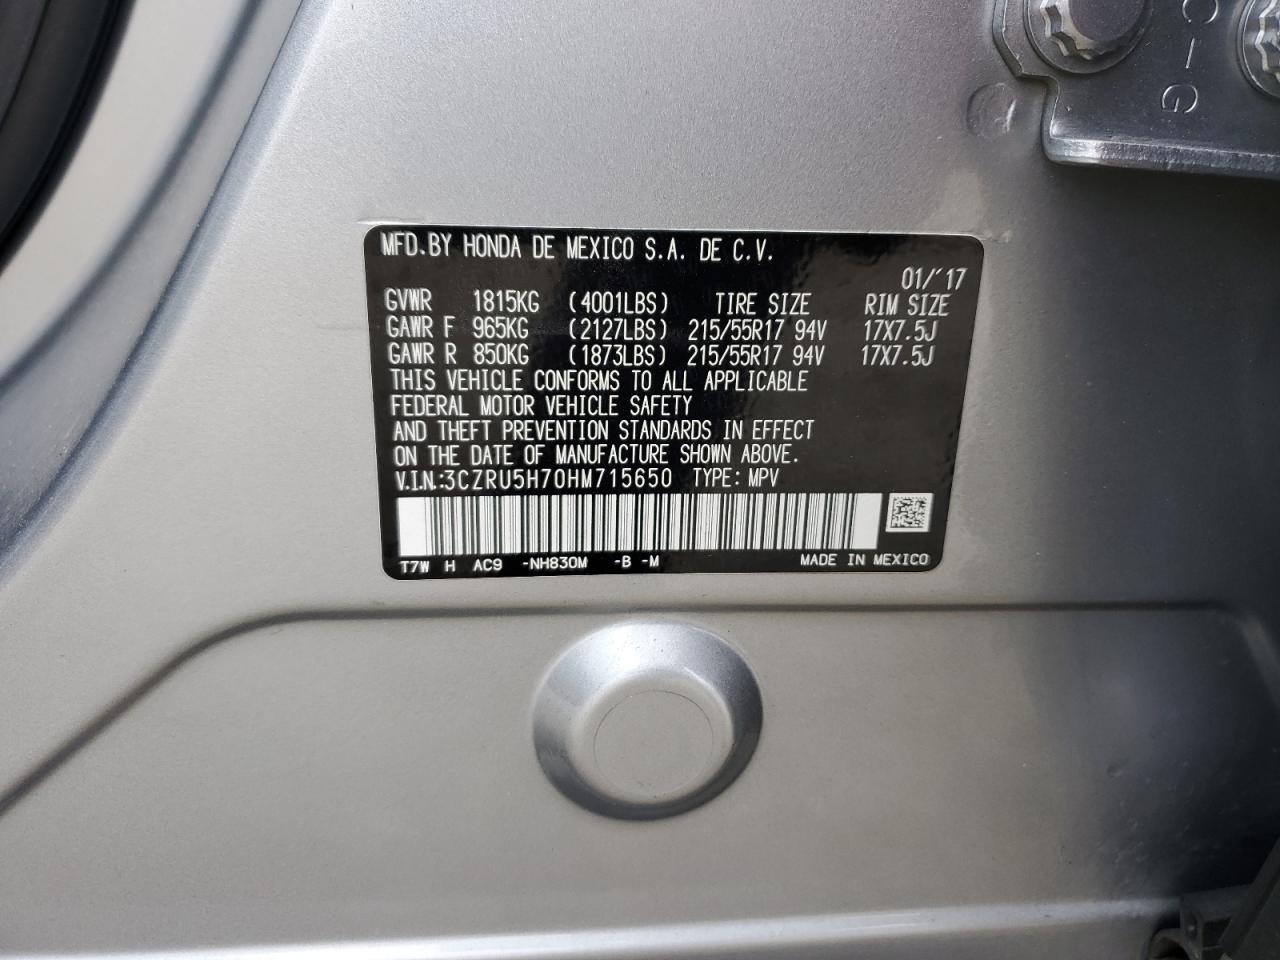 C-G
MFD.BY HONDA DE MEXICO S.A. DE C.V.
01/'17
GVWR 1815KG (4001LBS) TIRE SIZE RIM SIZE
GAWR F 965KG (2127LBS) 215/55R17 94V 17X7.5J
GAWR R 850KG (1873LBS) 215/55R17 94V 17X7.5J
THIS VEHICLE CONFORMS TO ALL APPLICABLE
FEDERAL MOTOR VEHICLE SAFETY
AND THEFT PREVENTION STANDARDS IN EFFECT
ON THE DATE OF MANUFACTURE SHOWN ABOVE.
V.I.N.:3CZRU5H70HM715650 TYPE: MPV
T7W H AC9 -NH830M -B -M MADE IN MEXICO